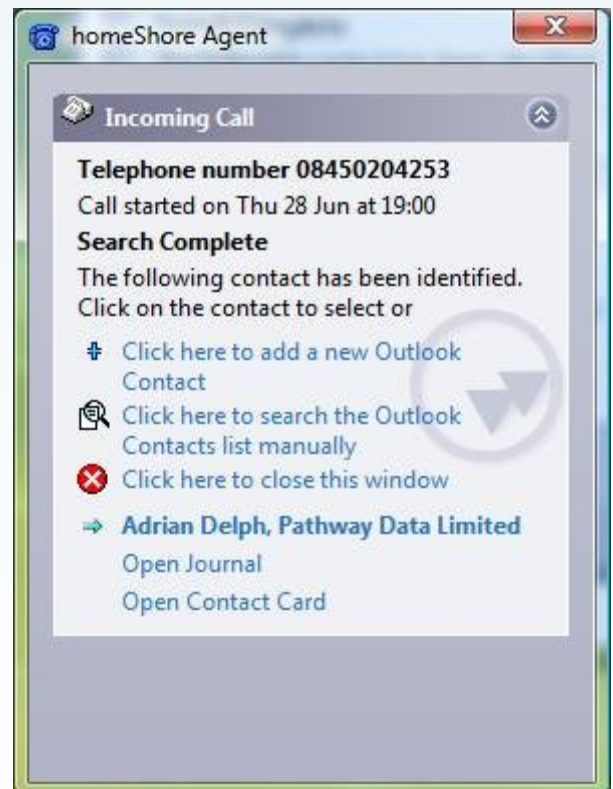 homeShore Agent
Incoming Call
Telephone number 08450204253
Call started on Thu 28 Jun at 19:00
Search Complete
The following contact has been identified.
Click on the contact to select or
Click here to add a new Outlook
Contact
Click here to search the Outlook
Contacts list manually
Click here to close this window
Adrian Delph, Pathway Data Limited
Open Journal
Open Contact Card